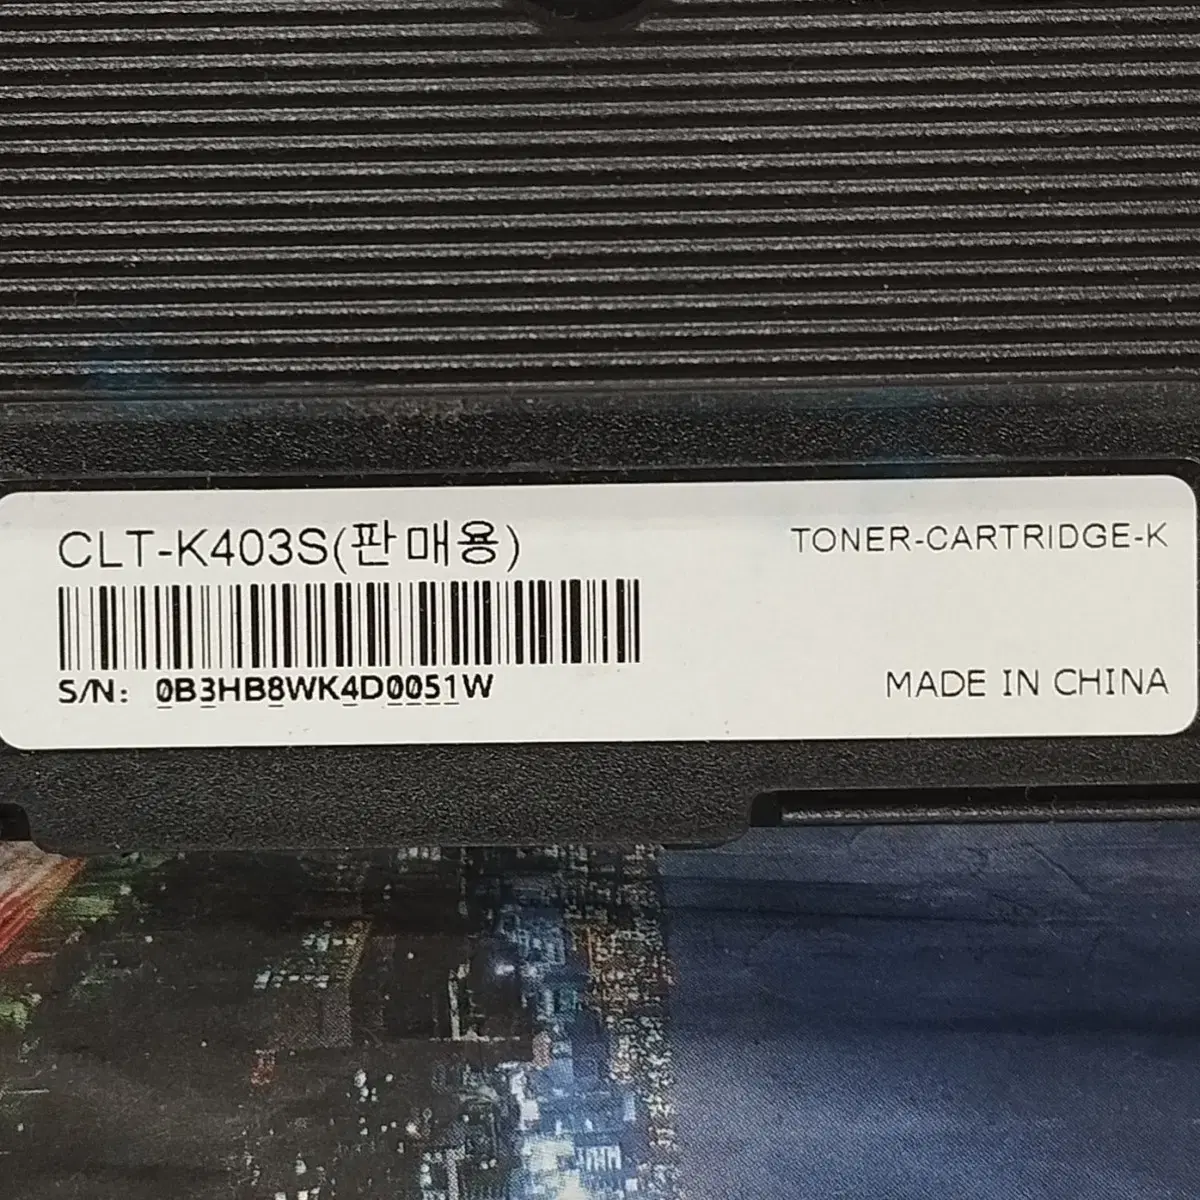 CLT-K403S(판매용)
TONER-CARTRIDGE-K
S/N: 0B3HB8WK4D0051W
MADE IN CHINA